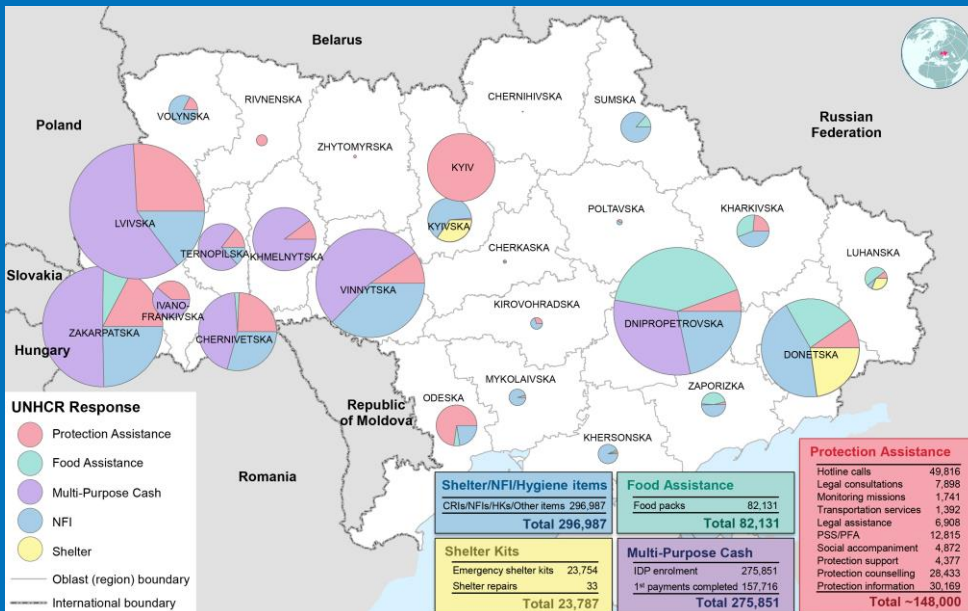 Belarus
CHERNIHIVSKA
RIVNENSKA
SUMSKA
VOLYNSKA
Poland
Russian
Federation
ZHYTOMYRSKA
KYIV
LVIVSKA
POLTAVSKA
KHARKIVSKA
KYIVSKA
TERNOPILSKA
KHMELNYTSKA
CHERKASKA
LUHANSKA
Slovakia
VINNYTSKA
IVANO-
FRANKIVSKA
KIROVOHRADSKA
DNIPROPETROVSKA
ZAKARPATSKA
CHERNIVETSKA
Hungary
DONETSKA
MYKOLAIVSKA
ODESKA
ZAPORIZKA
Republic
of Moldova
KHERSONSKA
Romania
UNHCR Response
Protection Assistance
Food Assistance
Multi-Purpose Cash
NFI
Shelter
Oblast (region) boundary
International boundary
Shelter/NFI/Hygiene items
CRIs/NFIs/HKs/Other items 296,987
Total 296,987
Food Assistance
Food packs 82,131
Total 82,131
Shelter Kits
Emergency shelter kits 23,754
Shelter repairs 33
Total 23,787
Multi-Purpose Cash
IDP enrolment 275,851
1st payments completed 157,716
Total 275,851
Protection Assistance
Hotline calls 49,816
Legal consultations 7,898
Monitoring missions 1,741
Transportation services 1,392
Legal assistance 6,908
PSS/PFA 12,815
Social accompaniment 4,872
Protection support 4,377
Protection counselling 28,433
Protection information 30,169
Total ~148,000